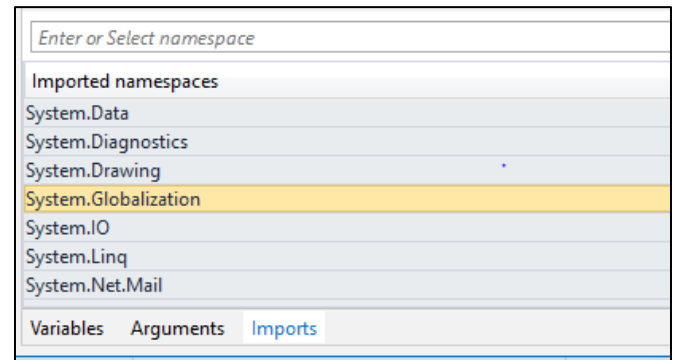 Enter or Select namespace
Imported namespaces
System.Data
System.Diagnostics
System.Drawing
System.Globalization
System.IO
System.Linq
System.Net.Mail
Variables Arguments Imports